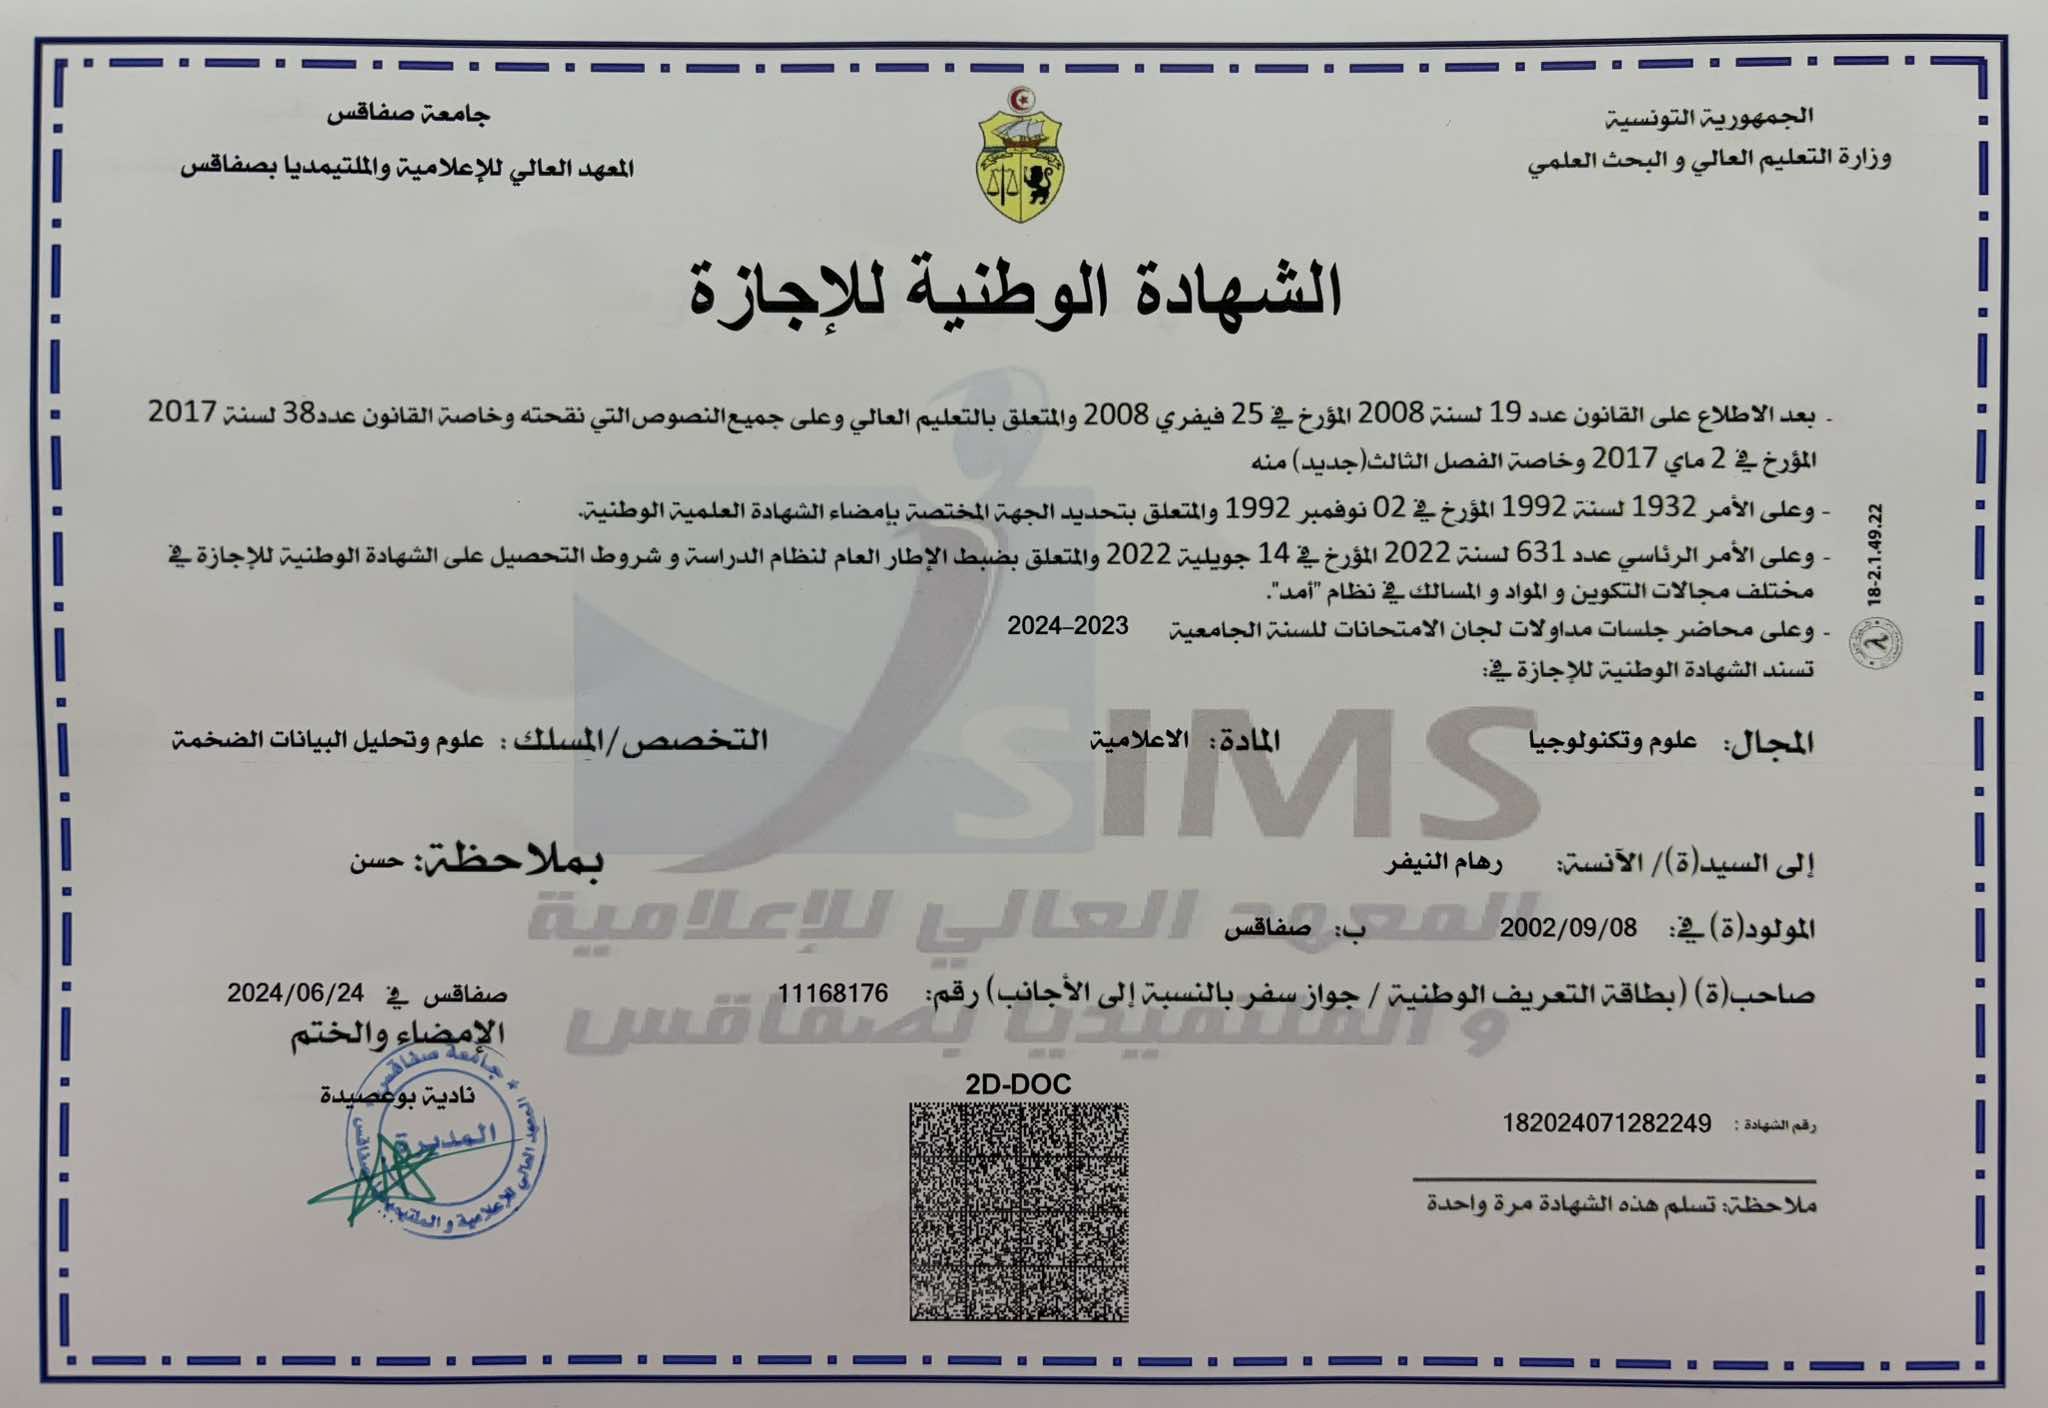 الجمهورية التونسية
وزارة التعليم العالي و البحث العلمي
جامعة صفاقس
المعهد العالي للإعلامية والملتيمديا بصفاقس
الشهادة الوطنية للإجازة
- بعد الاطلاع على القانون عدد 19 لسنة 2008 المؤرخ في 25 فيفري 2008 والمتعلق بالتعليم العالي وعلى جميع النصوص التي نقحته وخاصة القانون عدد38 لسنة 2017
المؤرخ في 2 ماي 2017 وخاصة الفصل الثالث(جديد) منه
- وعلى الأمر 1932 لسنة 1992 المؤرخ في 02 نوفمبر 1992 والمتعلق بتحديد الجهة المختصة بإمضاء الشهادة العلمية الوطنية.
- وعلى الأمر الرئاسي عدد 631 لسنة 2022 المؤرخ في 14 جويلية 2022 والمتعلق بضبط الإطار العام لنظام الدراسة و شروط التحصيل على الشهادة الوطنية للإجازة في
مختلف مجالات التكوين و المواد و المسالك في نظام "أمد".
- وعلى محاضر جلسات مداولات لجان الامتحانات للسنة الجامعية 2023-2024
تسند الشهادة الوطنية للإجازة في:
18-2.1.49.22
المجال: علوم وتكنولوجيا المادة: الاعلامية التخصص/المسلك: علوم وتحليل البيانات الضخمة
SIMS
إلى السيد(ة)/ الآنسة: رهام النيفر بملاحظة: حسن
المعهد العالي للإعلامية
المولود(ة) في: 2002/09/08 ب: صفاقس
صاحب(ة) (بطاقة التعريف الوطنية / جواز سفر بالنسبة إلى الأجانب) رقم: 11168176
و الملتميديا بصفاقس
صفاقس في 2024/06/24
الإمضاء والختم
نادية بوعصيدة
جامعة صفاقس
المديرة
2D-DOC
رقم الشهادة : 182024071282249
ملاحظة: تسلم هذه الشهادة مرة واحدة